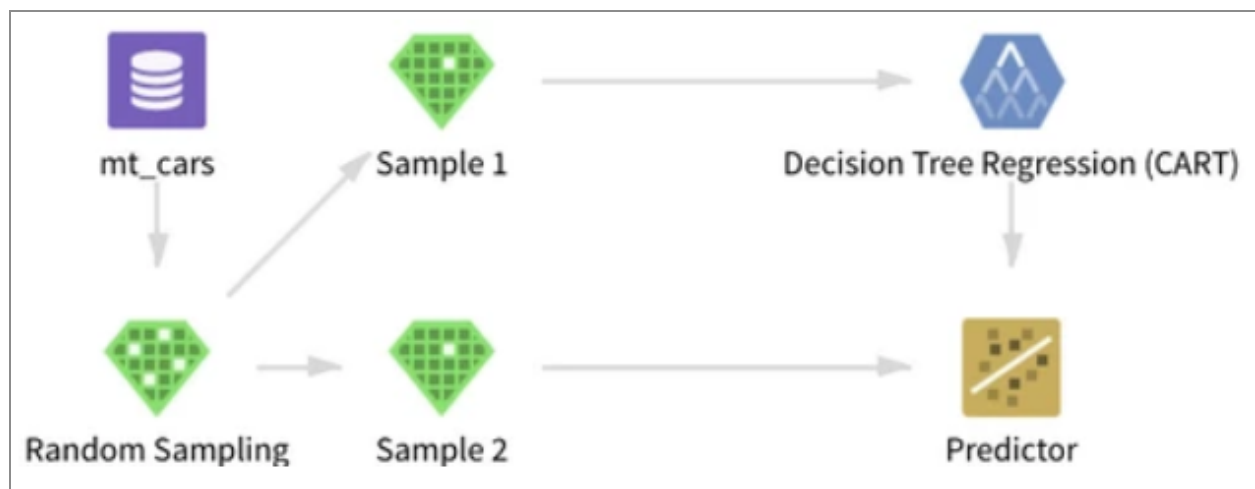 mt_cars
Sample 1
Decision Tree Regression (CART)
Random Sampling
Sample 2
Predictor